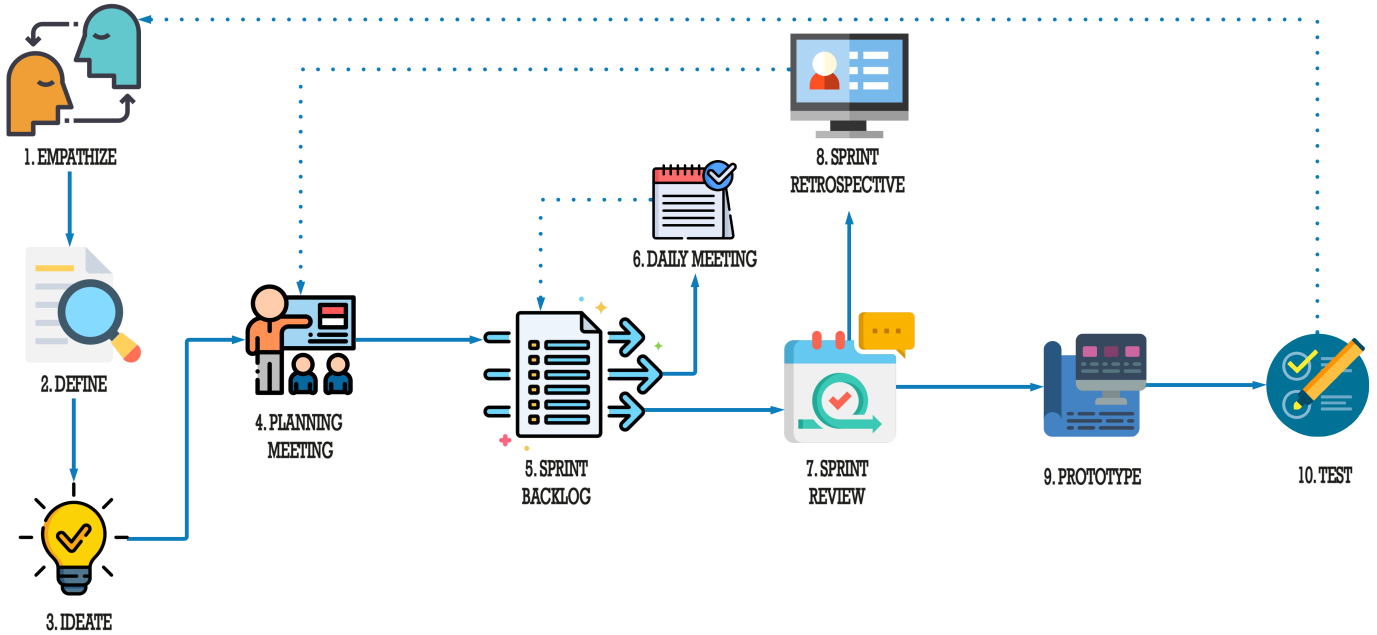 1. EMPATHIZE
2. DEFINE
3. IDEATE
4. PLANNING
MEETING
5. SPRINT
BACKLOG
6. DAILY MEETING
7. SPRINT
REVIEW
8. SPRINT
RETROSPECTIVE
9. PROTOTYPE
10. TEST